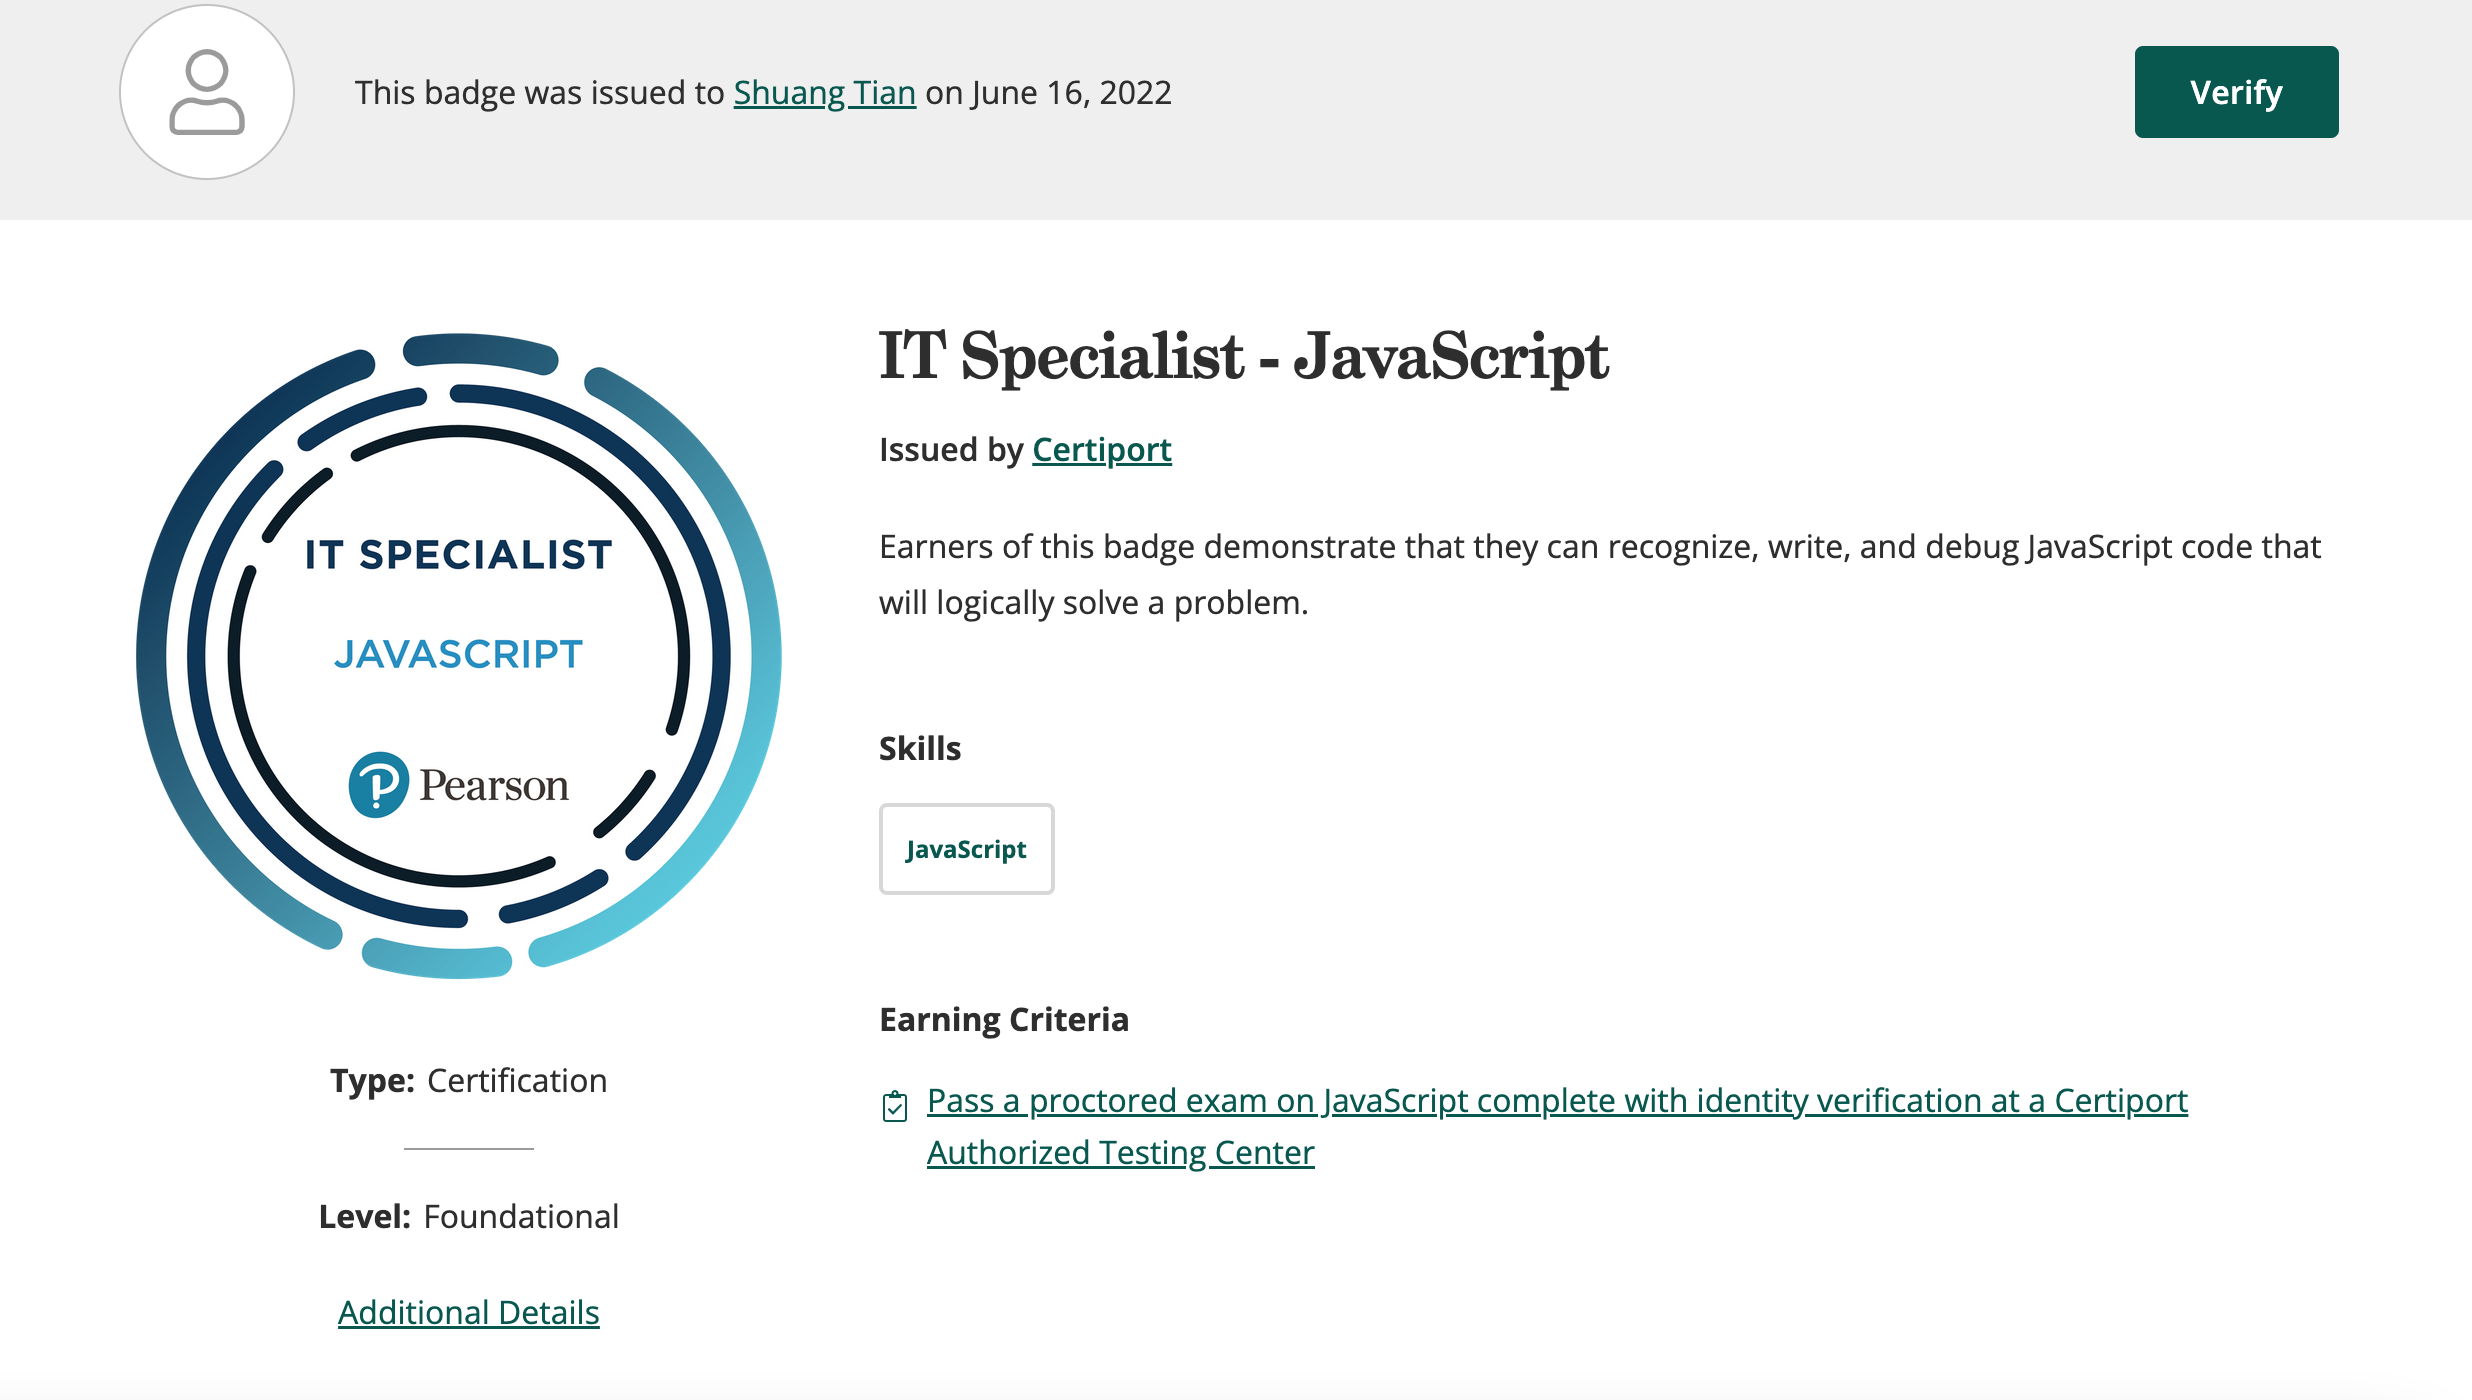 This badge was issued to Shuang Tian on June 16, 2022
Verify
IT SPECIALIST
JAVASCRIPT
Pearson
Type: Certification
Level: Foundational
Additional Details
IT Specialist - JavaScript
Issued by Certiport
Earners of this badge demonstrate that they can recognize, write, and debug JavaScript code that
will logically solve a problem.
Skills
JavaScript
Earning Criteria
Pass a proctored exam on JavaScript complete with identity verification at a Certiport
Authorized Testing Center